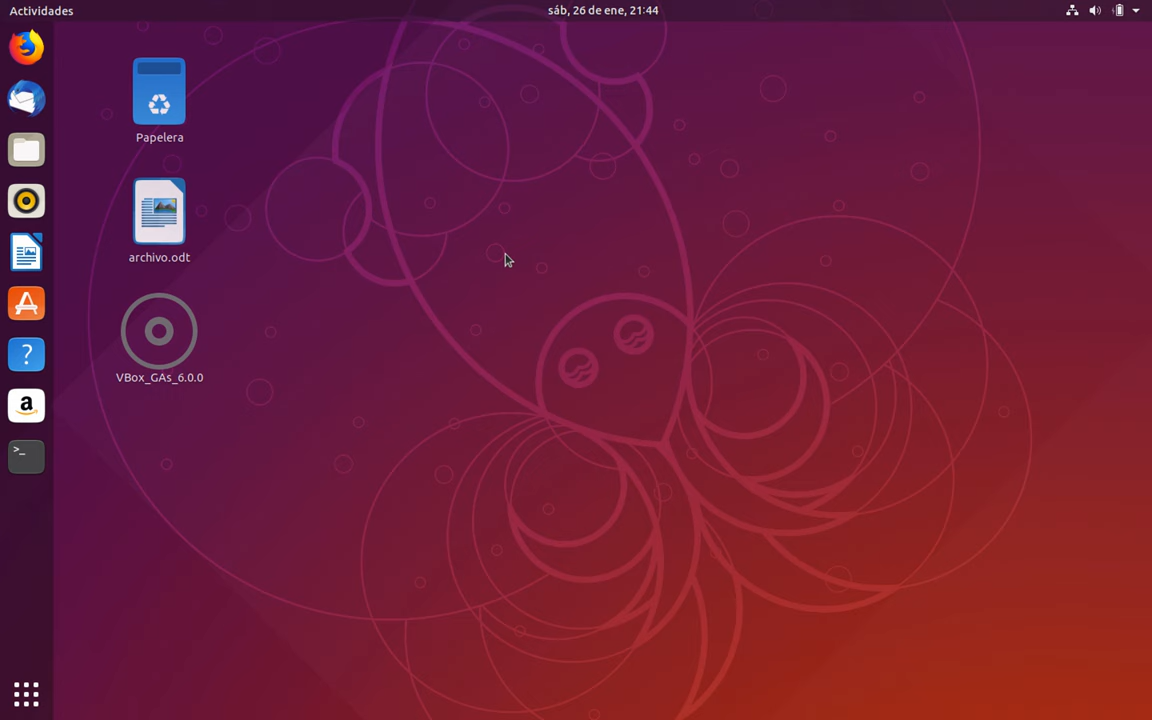 Actividades
sáb, 26 de ene, 21:44
Papelera
archivo.odt
VBox_GAs_6.0.0
?
a
>_